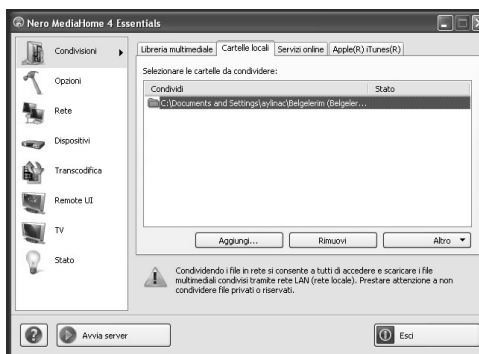 Nero MediaHome 4 Essentials
Condivisioni
Opzioni
Rete
Dispositivi
Transcodifica
Remote UI
TV
Stato
Libreria multimediale Cartelle locali Servizi online Apple(R) iTunes(R)
Selezionare le cartelle da condividere:
Condividi Stato
C:\Documents and Settings\aylinac\Belgelerim (Belgeler...
Aggiungi... Rimuovi Altro
Condividendo i file in rete si consente a tutti di accedere e scaricare i file
multimediali condivisi tramite rete LAN (rete locale). Prestare attenzione a non
condividere file privati o riservati.
Avvia server Esci